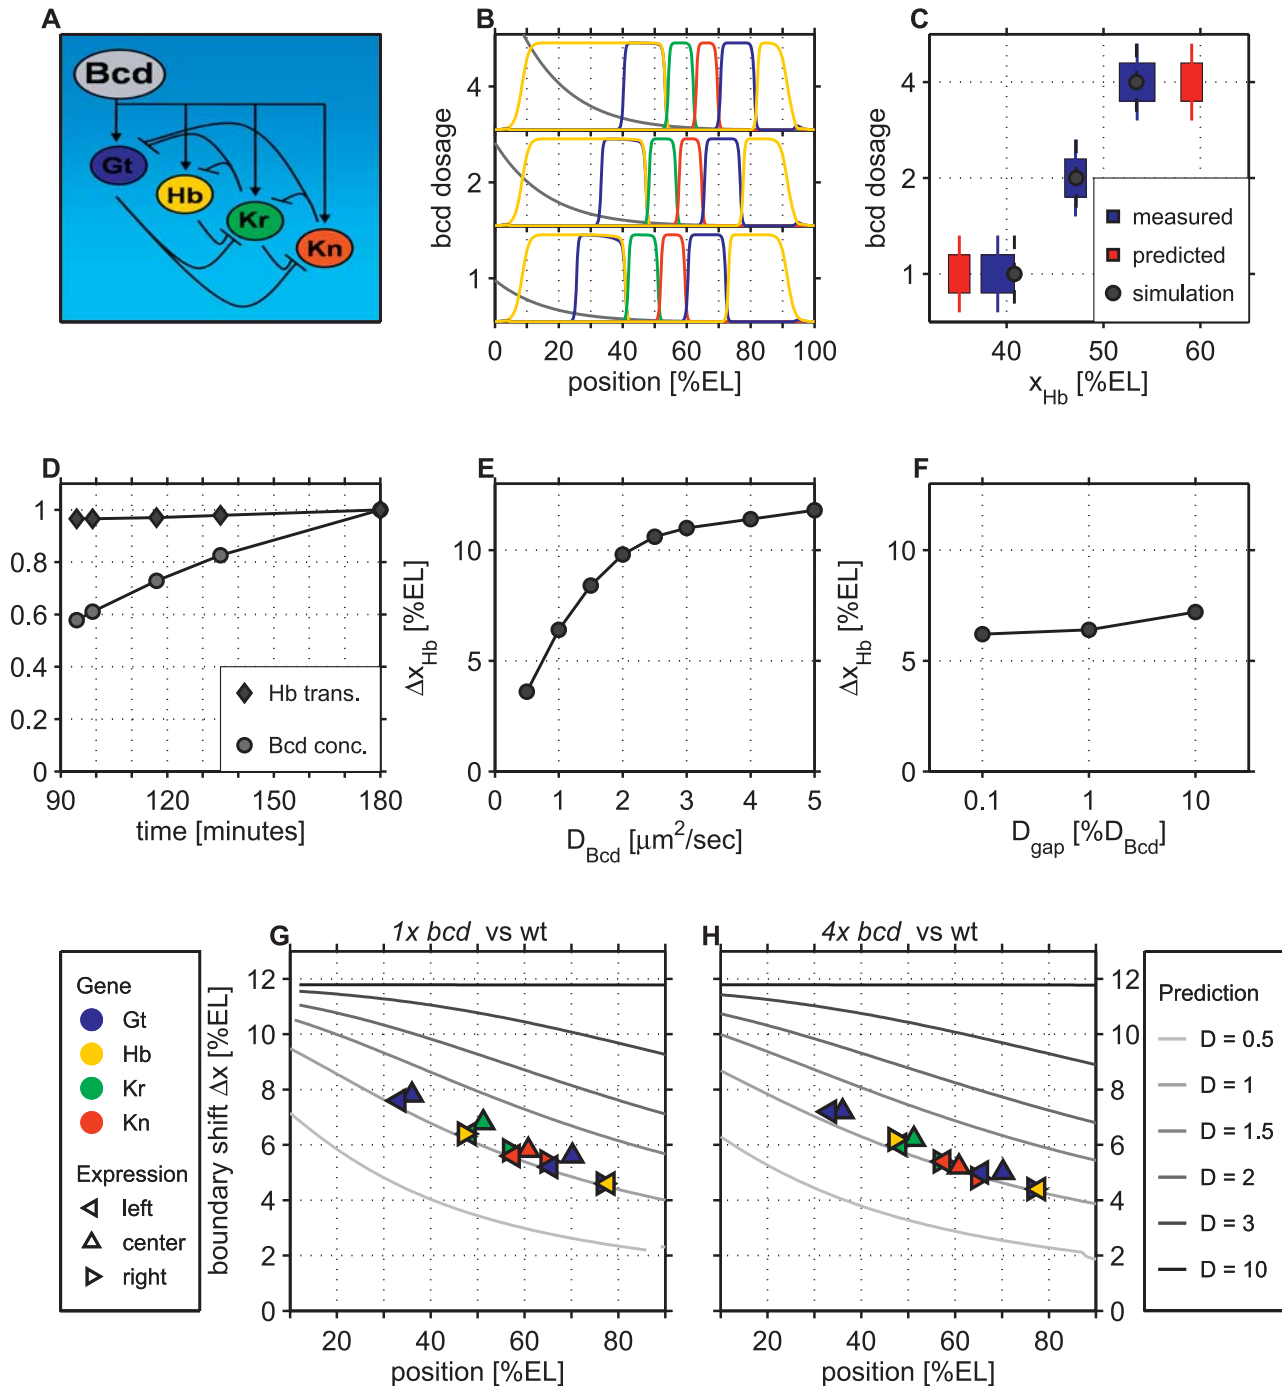 A
Bcd
Gt
Hb
Kr
Kn
B
bcd dosage
4
2
1
0 20 40 60 80 100
position [%EL]
C
bcd dosage
4
2
1
measured
predicted
simulation
40 50 60
xHb [%EL]
D
1
0.8
0.6
0.4
0.2
0
Hb trans.
Bcd conc.
90 120 150 180
time [minutes]
E
ΔxHb [%EL]
10
5
0
0 1 2 3 4 5
DBcd [μm²/sec]
F
ΔxHb [%EL]
10
5
0
0.1 1 10
Dgap [%DBcd]
Gene
Gt
Hb
Kr
Kn
Expression
left
center
right
G
1x bcd vs wt
boundary shift Δx [%EL]
12
10
8
6
4
2
0
20 40 60 80
position [%EL]
H
4x bcd vs wt
12
10
8
6
4
2
0
20 40 60 80
position [%EL]
Prediction
D = 0.5
D = 1
D = 1.5
D = 2
D = 3
D = 10